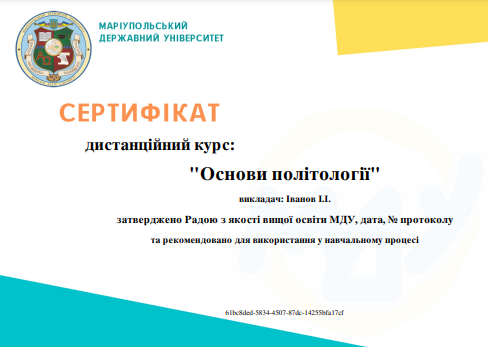 МАРІУПОЛЬСЬКИЙ
ДЕРЖАВНИЙ УНІВЕРСИТЕТ
СЕРТИФІКАТ
дистанційний курс:
"Основи політології"
викладач: Іванов І.І.
затверджено Радою з якості вищої освіти МДУ, дата, № протоколу
та рекомендовано для використання у навчальному процесі
61bc8ded-5834-4507-87dc-14255bfa17cf